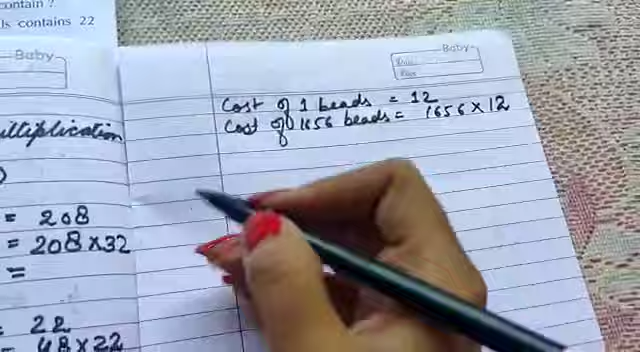 contain ?
ls contains 22
Baby
Baby
Cost of 1 beads = 12
Cost of 1656 beads = 1656 × 12
ultiplication
= 208
= 208 × 32
=
= 22
= 48 × 22